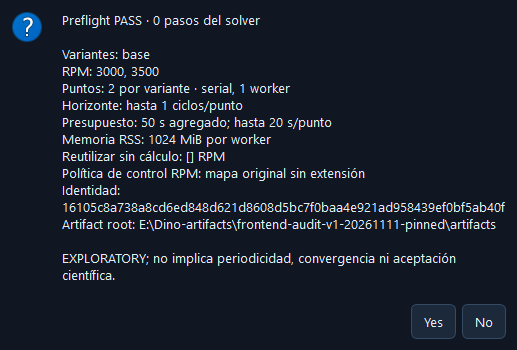 Preflight PASS · 0 pasos del solver
Variantes: base
RPM: 3000, 3500
Puntos: 2 por variante · serial, 1 worker
Horizonte: hasta 1 ciclos/punto
Presupuesto: 50 s agregado; hasta 20 s/punto
Memoria RSS: 1024 MiB por worker
Reutilizar sin cálculo: [] RPM
Política de control RPM: mapa original sin extensión
Identidad:
16105c8a738a8cd6ed848d621d8608d5bc7f0baa4e921ad958439ef0bf5ab40f
Artifact root: E:\Dino-artifacts\frontend-audit-v1-20261111-pinned\artifacts
EXPLORATORY; no implica periodicidad, convergencia ni aceptación
científica.
Yes
No